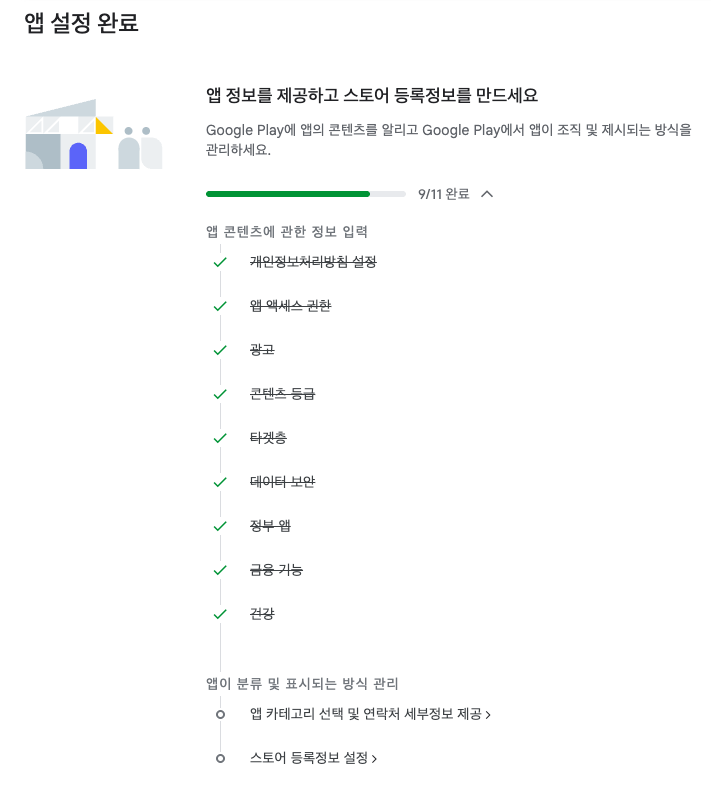 앱 설정 완료
앱 정보를 제공하고 스토어 등록정보를 만드세요
Google Play에 앱의 콘텐츠를 알리고 Google Play에서 앱이 조직 및 제시되는 방식을
관리하세요.
9/11 완료
앱 콘텐츠에 관한 정보 입력
개인정보처리방침 설정
앱 액세스 권한
광고
콘텐츠 등급
타겟층
데이터 보안
정부 앱
금융 기능
건강
앱이 분류 및 표시되는 방식 관리
앱 카테고리 선택 및 연락처 세부정보 제공
스토어 등록정보 설정